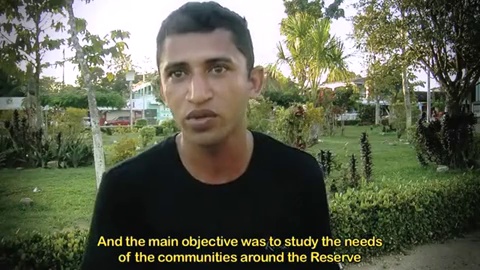 And the main objective was to study the needs
of the communities around the Reserve